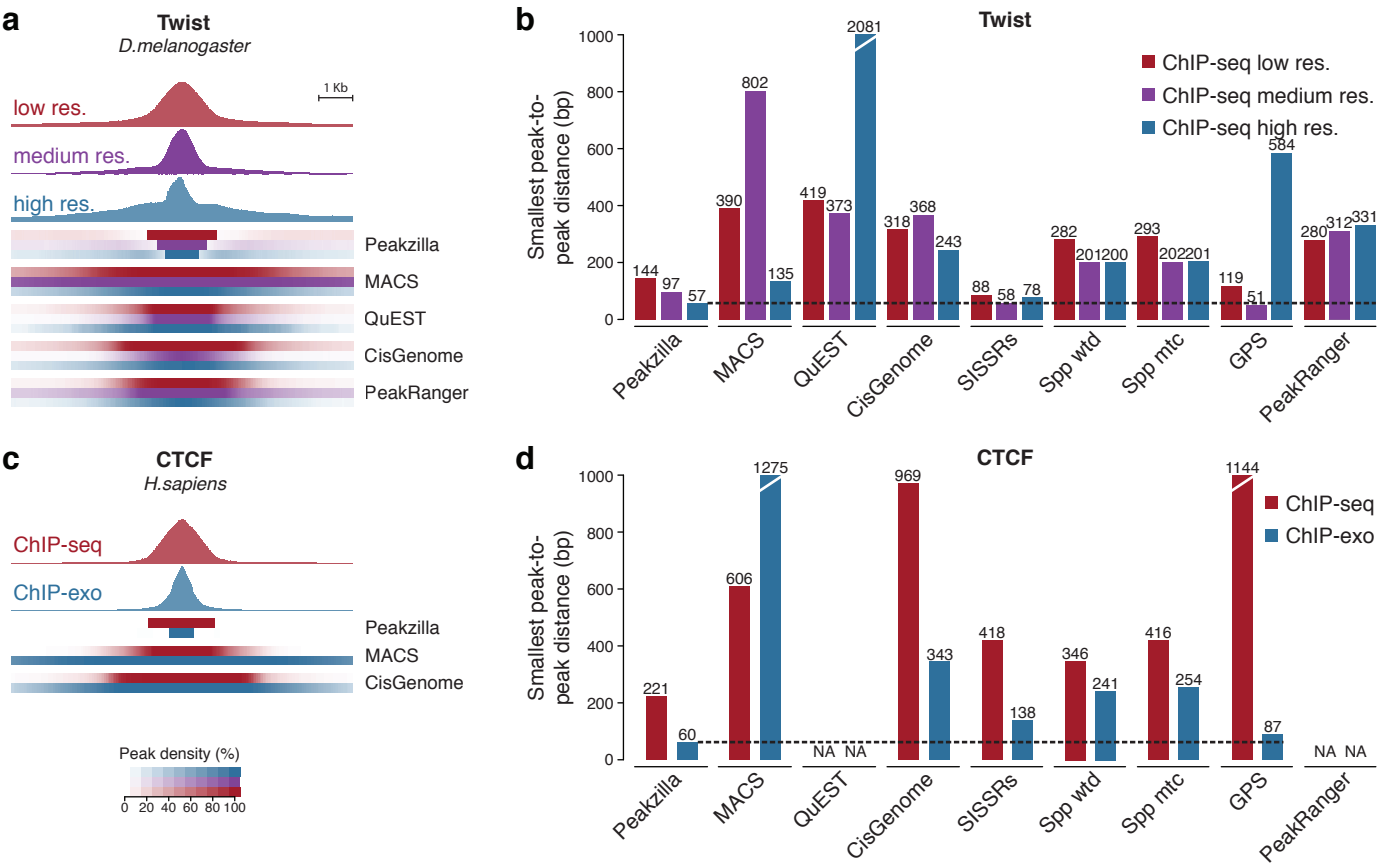 a
Twist
D.melanogaster
1 Kb
low res.
medium res.
high res.
Peakzilla
MACS
QuEST
CisGenome
PeakRanger
b
Twist
Smallest peak-to-
peak distance (bp)
1000
800
600
400
200
0
ChIP-seq low res.
ChIP-seq medium res.
ChIP-seq high res.
144 97 57
390 802 135
419 373 2081
318 368 243
88 58 78
282 201 200
293 202 201
119 51 584
280 312 331
Peakzilla
MACS
QuEST
CisGenome
SISSRs
Spp wtd
Spp mtc
GPS
PeakRanger
c
CTCF
H.sapiens
ChIP-seq
ChIP-exo
Peakzilla
MACS
CisGenome
Peak density (%)
0 20 40 60 80 100
d
CTCF
Smallest peak-to-
peak distance (bp)
1000
800
600
400
200
0
ChIP-seq
ChIP-exo
221 60
606 1275
NA NA
969 343
418 138
346 241
416 254
1144 87
NA NA
Peakzilla
MACS
QuEST
CisGenome
SISSRs
Spp wtd
Spp mtc
GPS
PeakRanger